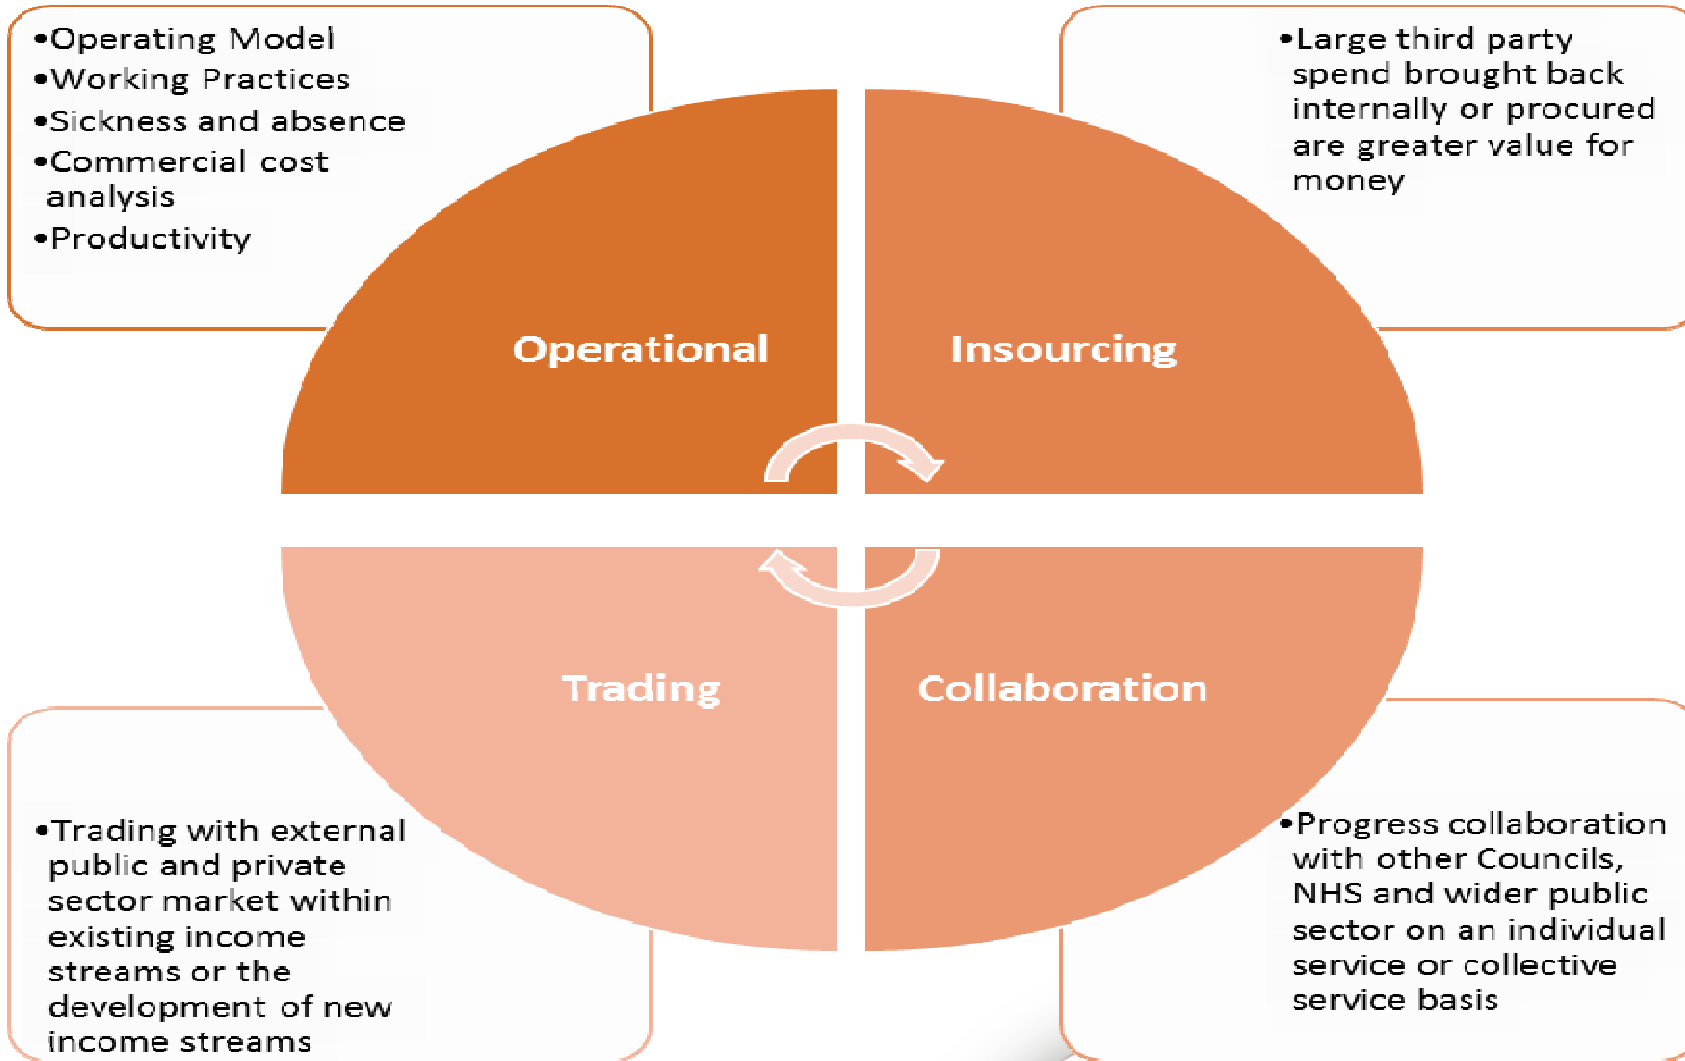 •Operating Model
•Working Practices
•Sickness and absence
•Commercial cost
analysis
•Productivity
•Large third party
spend brought back
internally or procured
are greater value for
money
Operational
Insourcing
Trading
Collaboration
•Trading with external
public and private
sector market within
existing income
streams or the
development of new
income streams
•Progress collaboration
with other Councils,
NHS and wider public
sector on an individual
service or collective
service basis